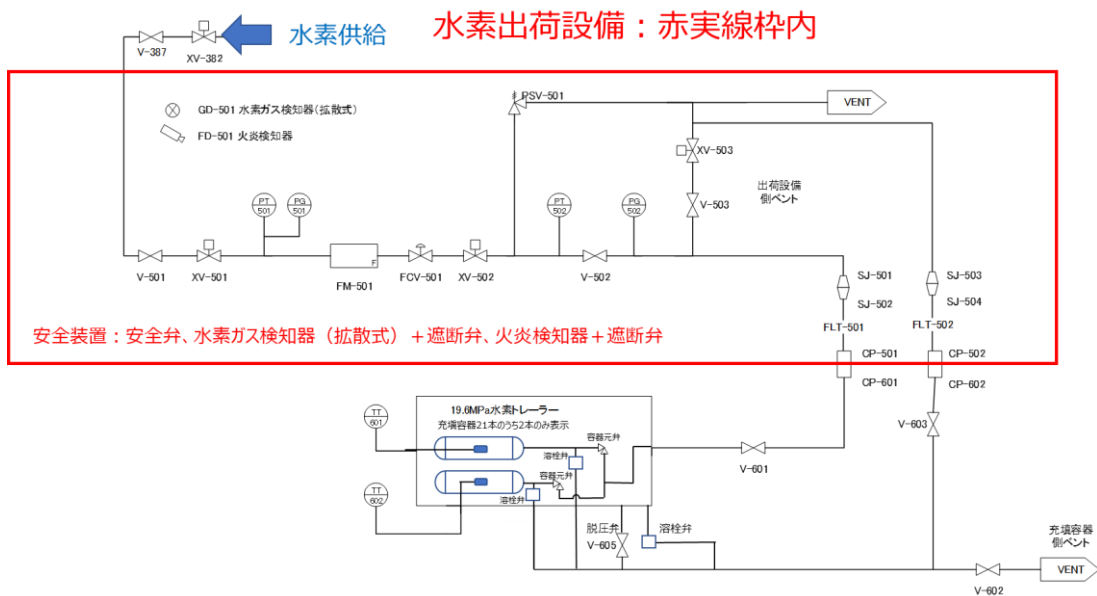 水素出荷設備：赤実線枠内
水素供給
V-387
XV-382
GD-501 水素ガス検知器(拡散式)
FD-501 火炎検知器
PSV-501
VENT
XV-503
出荷設備
側ベント
V-503
PT
501
PG
501
PT
502
PG
502
V-501
XV-501
F
FM-501
FCV-501
XV-502
V-502
SJ-501
SJ-502
FLT-501
SJ-503
SJ-504
FLT-502
安全装置：安全弁、水素ガス検知器（拡散式）＋遮断弁、火炎検知器＋遮断弁
CP-501
CP-601
CP-502
CP-602
19.6MPa水素トレーラー
充填容器21本のうち2本のみ表示
TT
601
容器元弁
溶栓弁
V-601
V-603
容器元弁
溶栓弁
TT
602
脱圧弁
V-605
溶栓弁
充填容器
側ベント
VENT
V-602